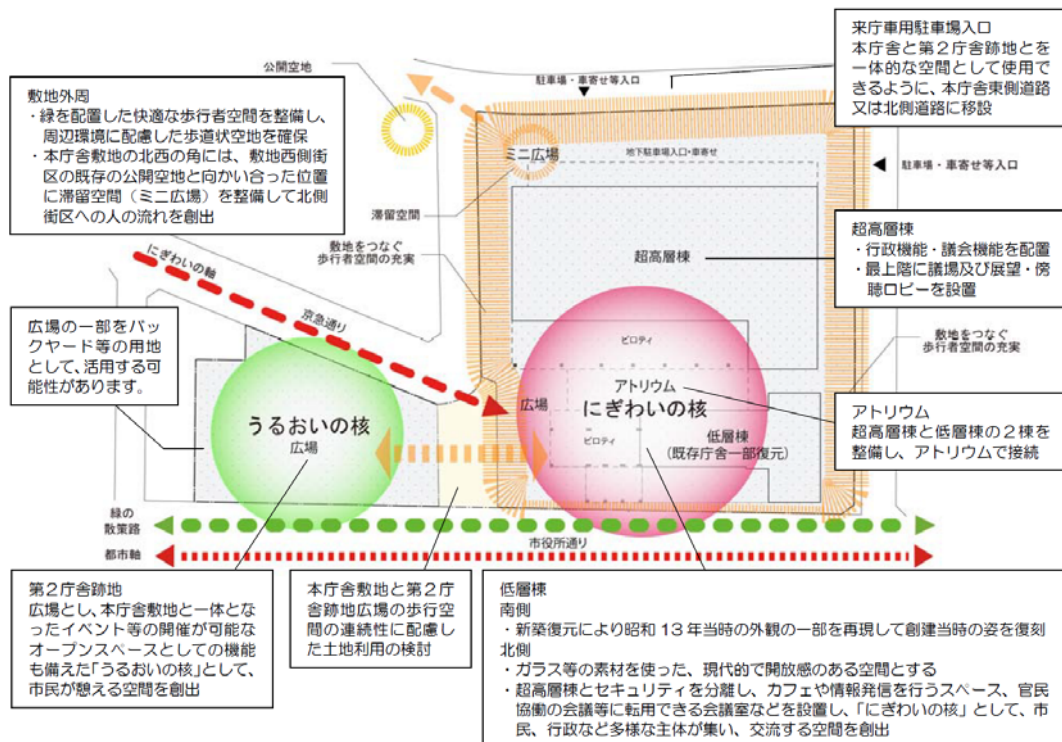 来庁車用駐車場入口
本庁舎と第2庁舎跡地とを
一体的な空間として使用で
きるように、本庁舎東側道路
又は北側道路に移設
公開空地
駐車場・車寄せ等入口
敷地外周
・緑を配置した快適な歩行者空間を整備し、
周辺環境に配慮した歩道状空地を確保
・本庁舎敷地の北西の角には、敷地西側街
区の既存の公開空地と向かい合った位置
に滞留空間（ミニ広場）を整備して北側
街区への人の流れを創出
ミニ広場
地下駐車場入口・車寄せ
駐車場・車寄せ等入口
滞留空間
敷地をつなぐ
歩行者空間の充実
超高層棟
超高層棟
・行政機能・議会機能を配置
・最上階に議場及び展望・傍
聴ロビーを設置
にぎわいの軸
京急通り
広場の一部をバック
クヤード等の用地
として、活用する可
能性があります。
ピロティ
敷地をつなぐ
歩行者空間の充実
うるおいの核
広場
広場
アトリウム
にぎわいの核
ピロティ
低層棟
（既存庁舎一部復元）
アトリウム
超高層棟と低層棟の2棟を
整備し、アトリウムで接続
緑の
散策路
市役所通り
都市軸
第2庁舎跡地
広場とし、本庁舎敷地と一体とな
ったイベント等の開催が可能な
オープンスペースとしての機能
も備えた「うるおいの核」として、
市民が憩える空間を創出
本庁舎敷地と第2庁
舎跡地広場の歩行空
間の連続性に配慮し
た土地利用の検討
低層棟
南側
・新築復元により昭和13年当時の外観の一部を再現して創建当時の姿を復刻
北側
・ガラス等の素材を使った、現代的で開放感のある空間とする
・超高層棟とセキュリティを分離し、カフェや情報発信を行うスペース、官民
協働の会議等に転用できる会議室などを設置し、「にぎわいの核」として、市
民、行政など多様な主体が集い、交流する空間を創出